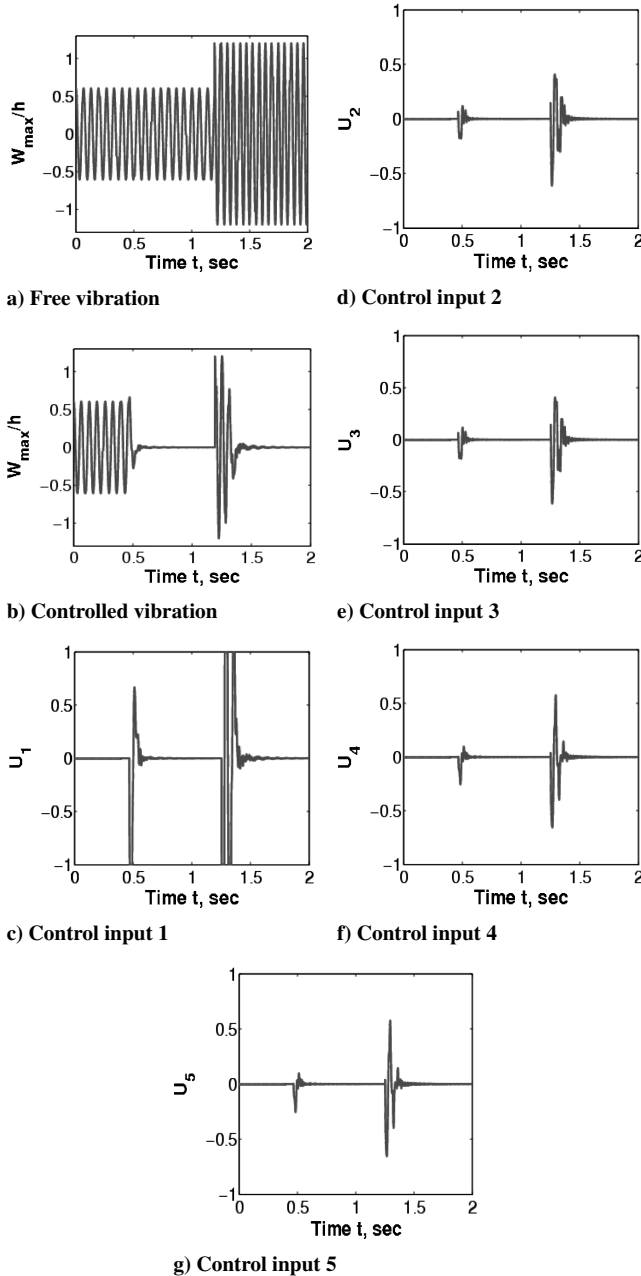 1
0.5
0
−0.5
−1
W_max/h
0 0.5 1 1.5 2
Time t, sec
a) Free vibration
1
0.5
0
−0.5
−1
U_2
0 0.5 1 1.5 2
Time t, sec
d) Control input 2
1
0.5
0
−0.5
−1
W_max/h
0 0.5 1 1.5 2
Time t, sec
b) Controlled vibration
1
0.5
0
−0.5
−1
U_3
0 0.5 1 1.5 2
Time t, sec
e) Control input 3
1
0.5
0
−0.5
−1
U_1
0 0.5 1 1.5 2
Time t, sec
c) Control input 1
1
0.5
0
−0.5
−1
U_4
0 0.5 1 1.5 2
Time t, sec
f) Control input 4
1
0.5
0
−0.5
−1
U_5
0 0.5 1 1.5 2
Time t, sec
g) Control input 5